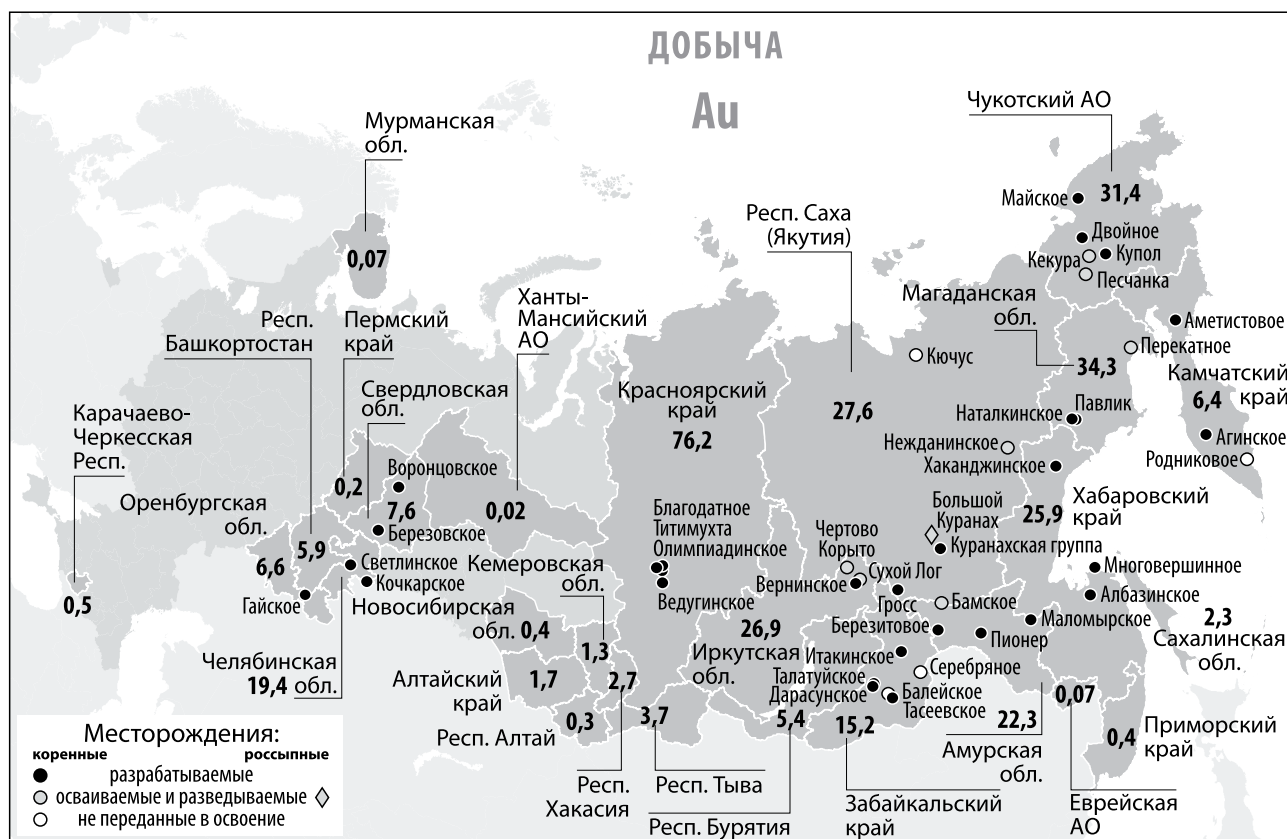 ДОБЫЧА
Au
Чукотский АО
31,4
Майское
Двойное
Купол
Кекура
Песчанка
Мурманская
обл.
0,07
Респ. Саха
(Якутия)
27,6
Магаданская
обл.
34,3
Аметистовое
Перекатное
Камчатский
край
6,4
Агинское
Родниковое
Кючус
Наталкинское
Павлик
Нежданинское
Хаканджинское
Хабаровский
край
25,9
Большой
Куранах
Куранахская группа
Многовершинное
Албазинское
2,3
Сахалинская
обл.
Ханты-
Мансийский
АО
0,02
Респ.
Башкортостан
5,9
Пермский
край
0,2
Свердловская
обл.
7,6
Воронцовское
Березовское
Карачаево-
Черкесская
Респ.
0,5
Оренбургская
обл.
6,6
Гайское
Светлинское
Кочкарское
Челябинская
19,4 обл.
Красноярский
край
76,2
Благодатное
Титимухта
Олимпиадинское
Ведугинское
Кемеровская
обл.
1,3
Новосибирская
обл.
0,4
Алтайский
край
1,7
Респ. Алтай
0,3
Респ.
Хакасия
2,7
Респ. Тыва
3,7
Иркутская
обл.
26,9
Чертово
Корыто
Сухой Лог
Вернинское
Гросс
Респ. Бурятия
5,4
Забайкальский
край
15,2
Березитовое
Итакинское
Талатуйское
Дарасунское
Серебряное
Балейское
Тасеевское
Бамское
Пионер
Маломырское
Амурская
обл.
22,3
Еврейская
АО
0,07
Приморский
край
0,4
Месторождения:
коренные россыпные
разрабатываемые
осваиваемые и разведываемые
не переданные в освоение